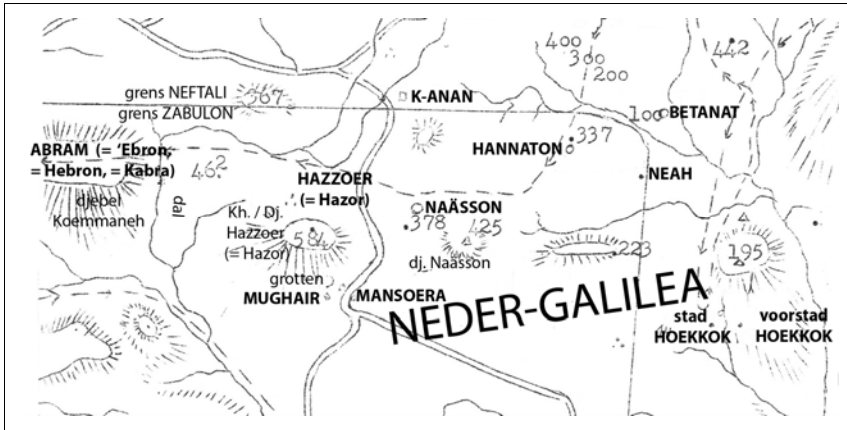 400
300
200
442
grens NEFTALI
367
grens ZABULON
K-ANAN
100
BETANAT
337
HANNATON
ABRAM (= ‘Ebron,
= Hebron, = Kabra)
462
NEAH
HAZZOER
(= Hazor)
djebel
Koemmaneh
dal
Kh. / Dj.
Hazzoer
(= Hazor)
584
NAÄSSON
378
425
223
195
dj. Naässon
grotten
MUGHAIR
MANSOERA
NEDER-GALILEA
stad
HOEKKOK
voorstad
HOEKKOK